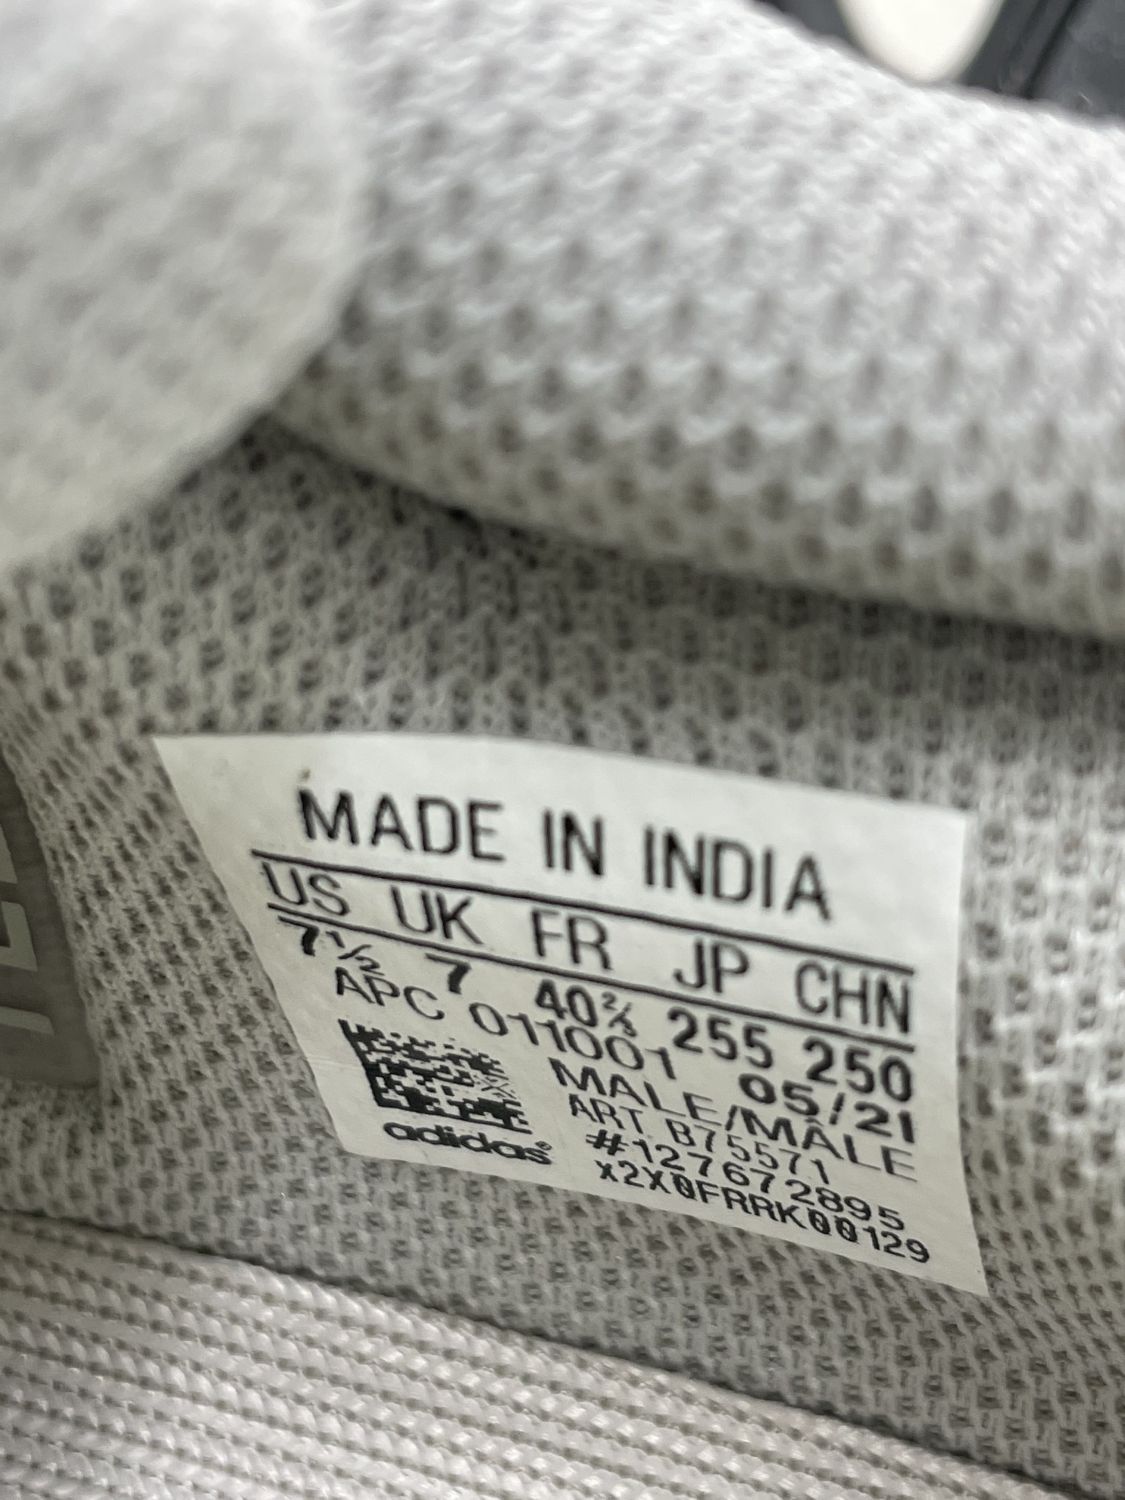 MADE IN INDIA
US UK FR JP CHN
7½ 7 40⅔ 255 250
APC 011001 05/21
MALE/MÂLE
ART B75571
#127672895
X2X0FRRK00129
adidas®